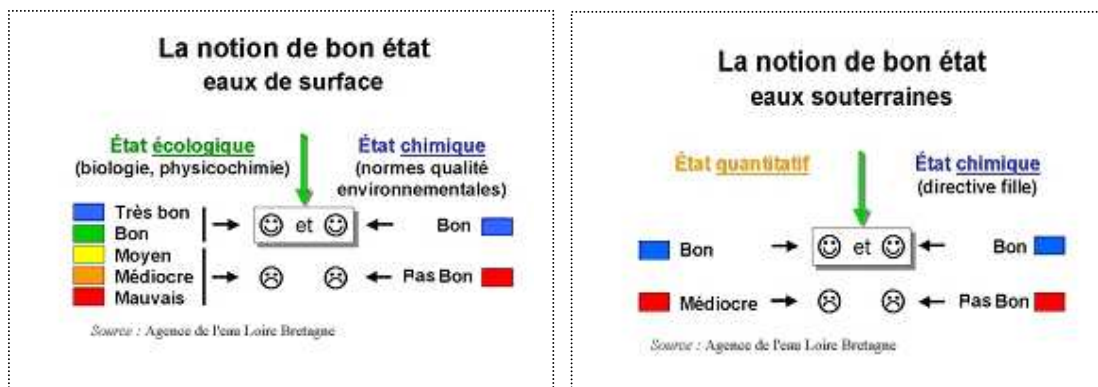 La notion de bon état
eaux de surface
État écologique
(biologie, physicochimie)
État chimique
(normes qualité
environnementales)
Très bon
Bon
Moyen
Médiocre
Mauvais
et
Bon
Pas Bon
Source : Agence de l'eau Loire Bretagne
La notion de bon état
eaux souterraines
État quantitatif
État chimique
(directive fille)
Bon
et
Bon
Médiocre
Pas Bon
Source : Agence de l'eau Loire Bretagne